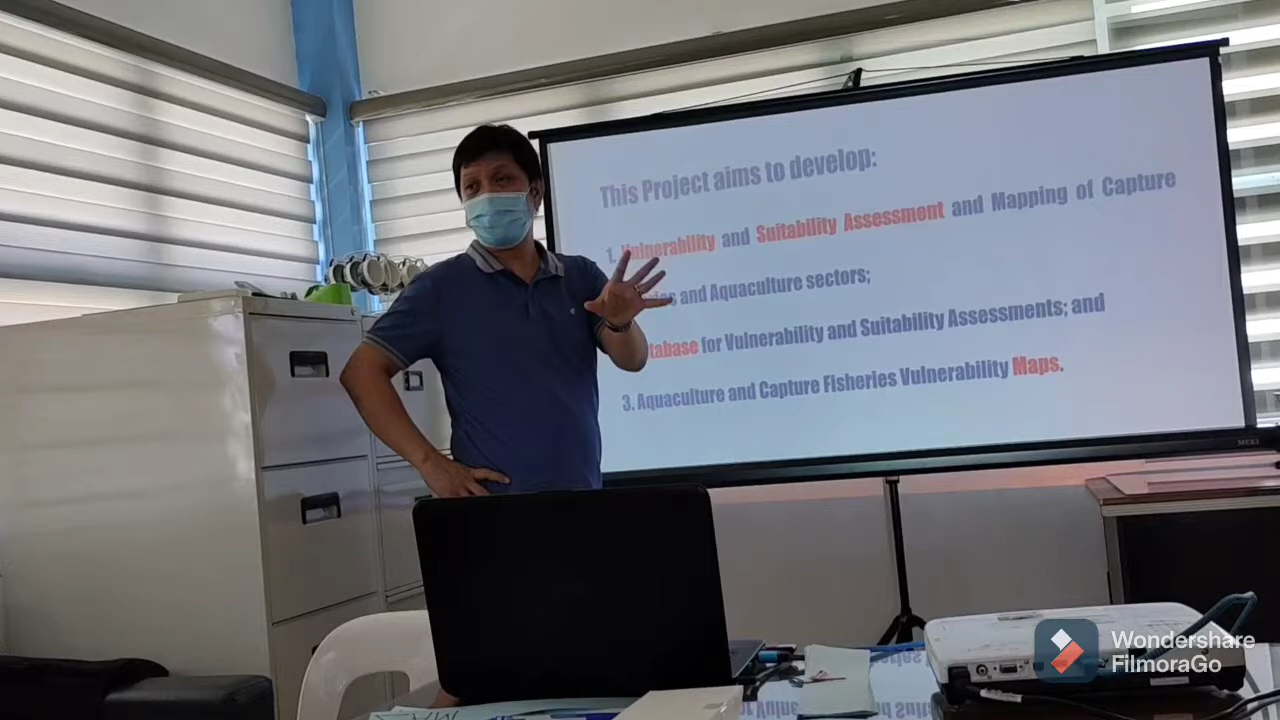 This Project aims to develop:
1. Vulnerability and Suitability Assessment and Mapping of Capture
and Aquaculture sectors;
for Vulnerability and Suitability Assessments; and
3. Aquaculture and Capture Fisheries Vulnerability Maps.
Wondershare
FilmoraGo